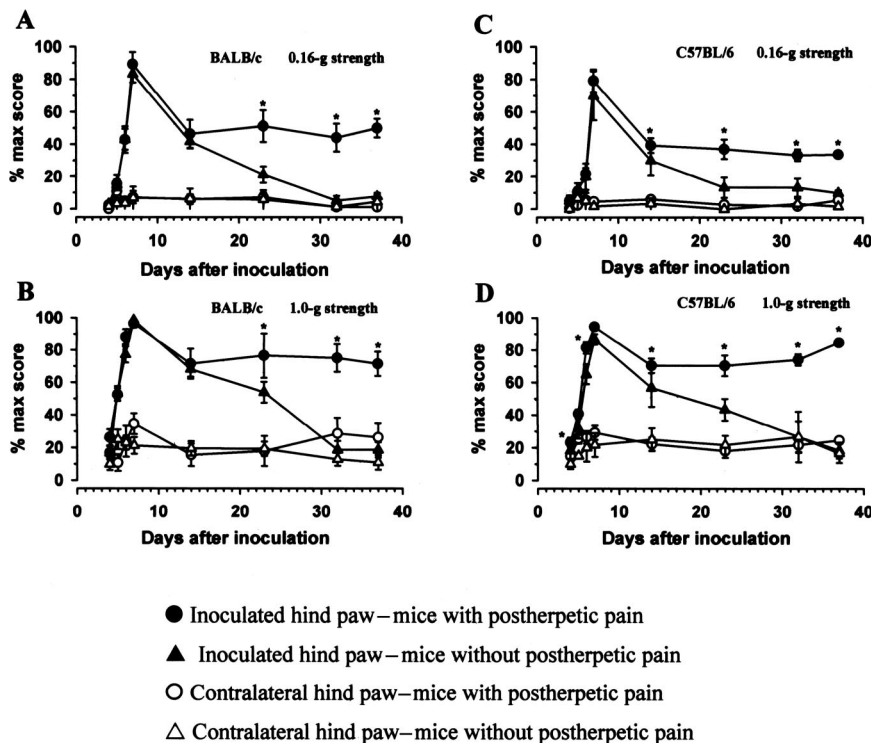 A
BALB/c 0.16-g strength
% max score
100
80
60
40
20
0
* * *
0 10 20 30 40
Days after inoculation
C
C57BL/6 0.16-g strength
% max score
100
80
60
40
20
0
* * * *
0 10 20 30 40
Days after inoculation
B
BALB/c 1.0-g strength
% max score
100
80
60
40
20
0
* * *
0 10 20 30 40
Days after inoculation
D
C57BL/6 1.0-g strength
% max score
100
80
60
40
20
0
* * * * * *
0 10 20 30 40
Days after inoculation
Inoculated hind paw–mice with postherpetic pain
Inoculated hind paw–mice without postherpetic pain
Contralateral hind paw–mice with postherpetic pain
Contralateral hind paw–mice without postherpetic pain